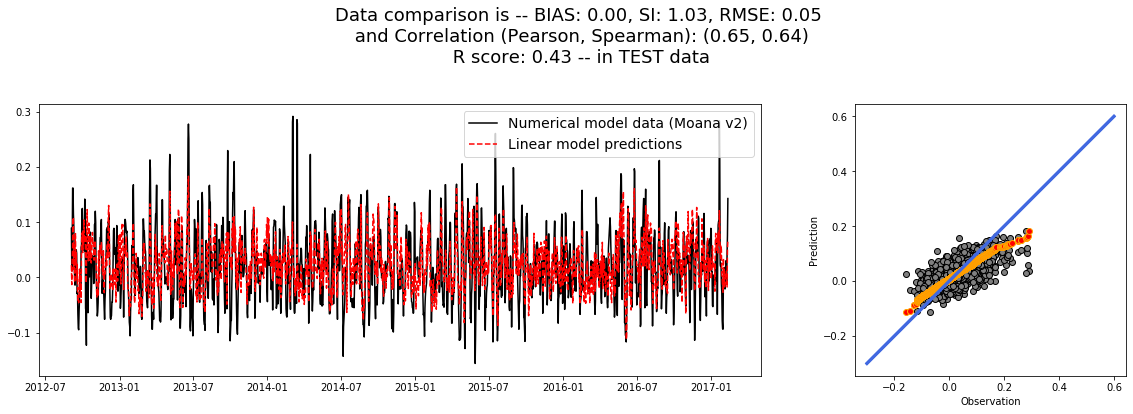 Data comparison is -- BIAS: 0.00, SI: 1.03, RMSE: 0.05
and Correlation (Pearson, Spearman): (0.65, 0.64)
R score: 0.43 -- in TEST data
Numerical model data (Moana v2)
Linear model predictions
0.3
0.2
0.1
0.0
−0.1
2012-07 2013-01 2013-07 2014-01 2014-07 2015-01 2015-07 2016-01 2016-07 2017-01
Prediction
0.6
0.4
0.2
0.0
−0.2
−0.2 0.0 0.2 0.4 0.6
Observation